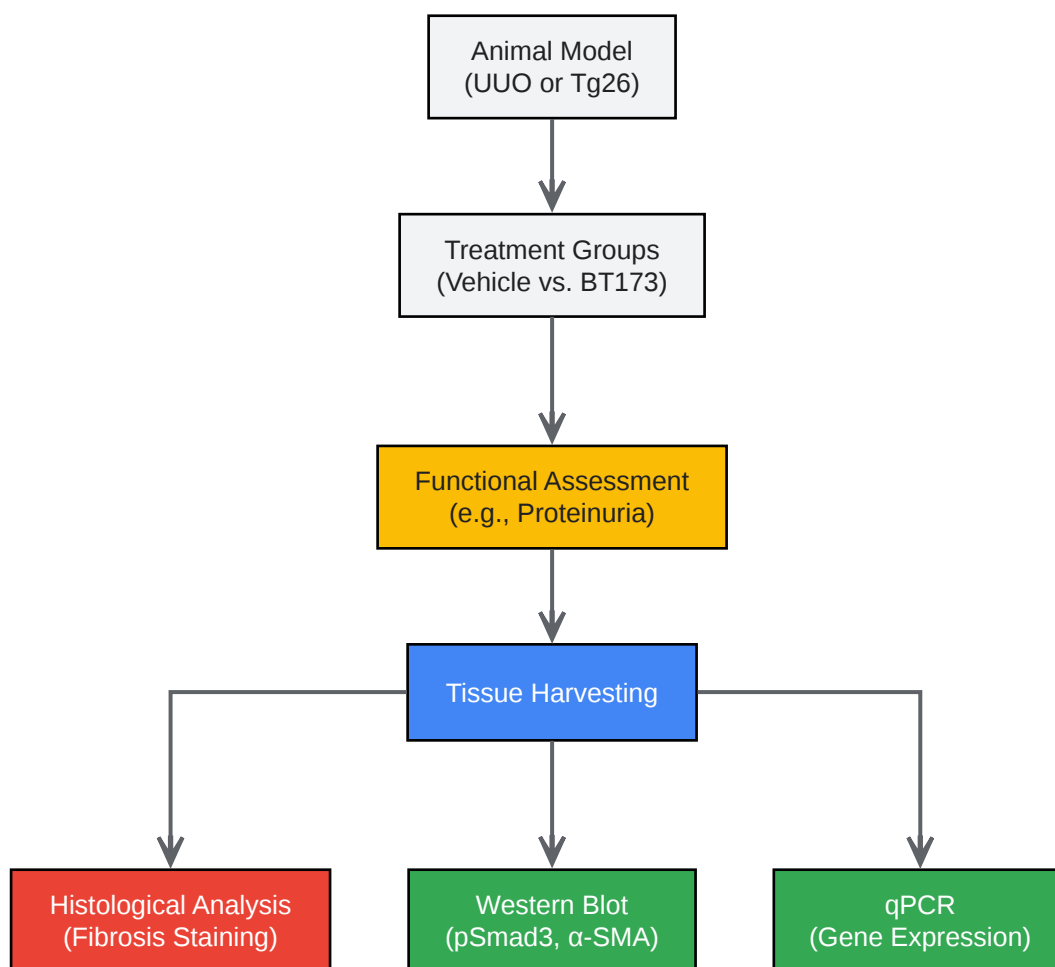 Animal Model
(UUO or Tg26)
Treatment Groups
(Vehicle vs. BT173)
Functional Assessment
(e.g., Proteinuria)
Tissue Harvesting
Histological Analysis
(Fibrosis Staining)
Western Blot
(pSmad3, α-SMA)
qPCR
(Gene Expression)